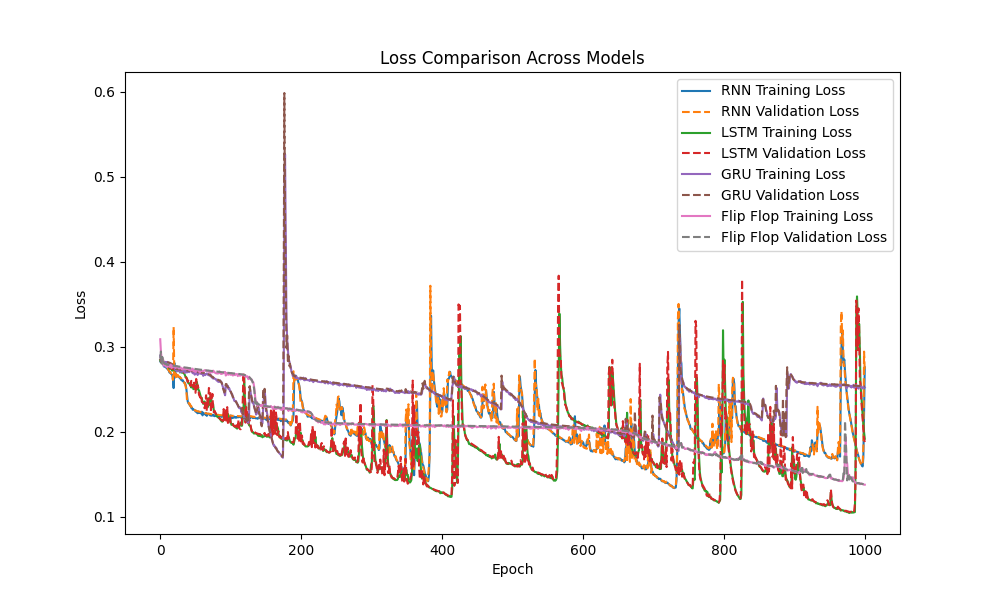 Loss Comparison Across Models
0.6
0.5
0.4
0.3
0.2
0.1
Loss
RNN Training Loss
RNN Validation Loss
LSTM Training Loss
LSTM Validation Loss
GRU Training Loss
GRU Validation Loss
Flip Flop Training Loss
Flip Flop Validation Loss
0 200 400 600 800 1000
Epoch